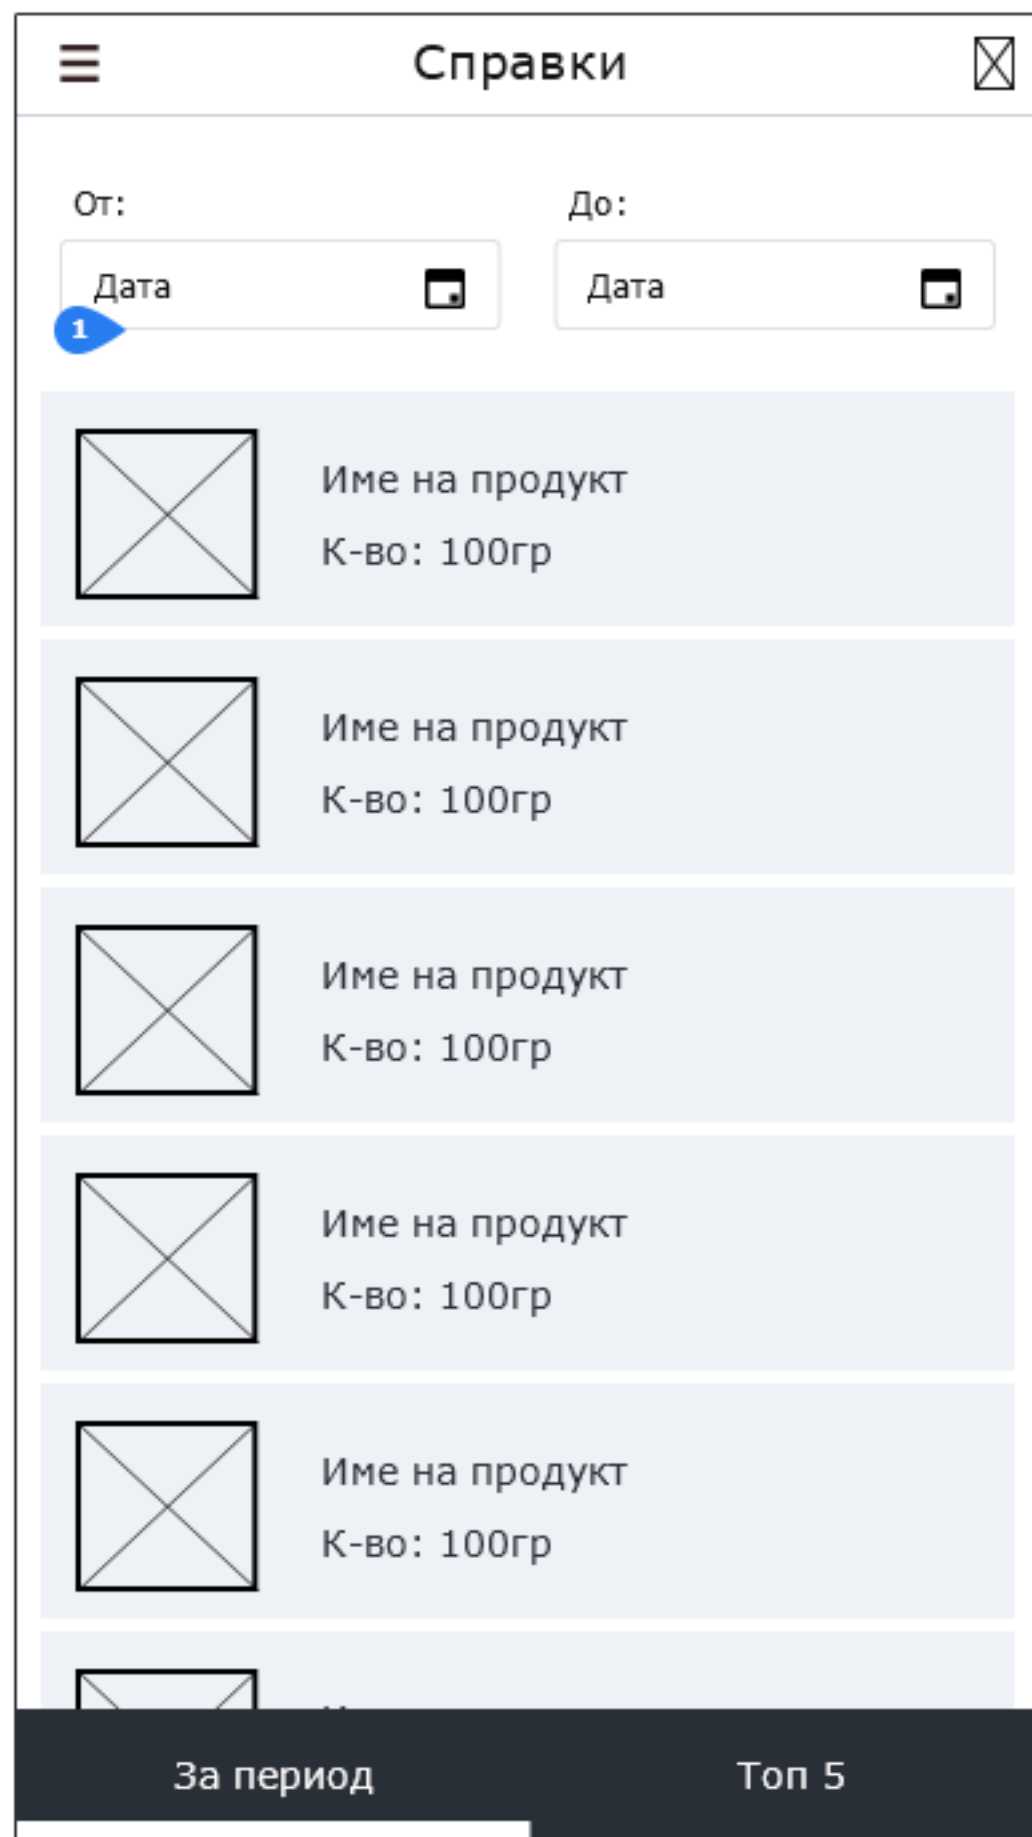 Справки
От:
До:
Дата
Дата
1
Име на продукт
К-во: 100гр
Име на продукт
К-во: 100гр
Име на продукт
К-во: 100гр
Име на продукт
К-во: 100гр
Име на продукт
К-во: 100гр
За период
Топ 5